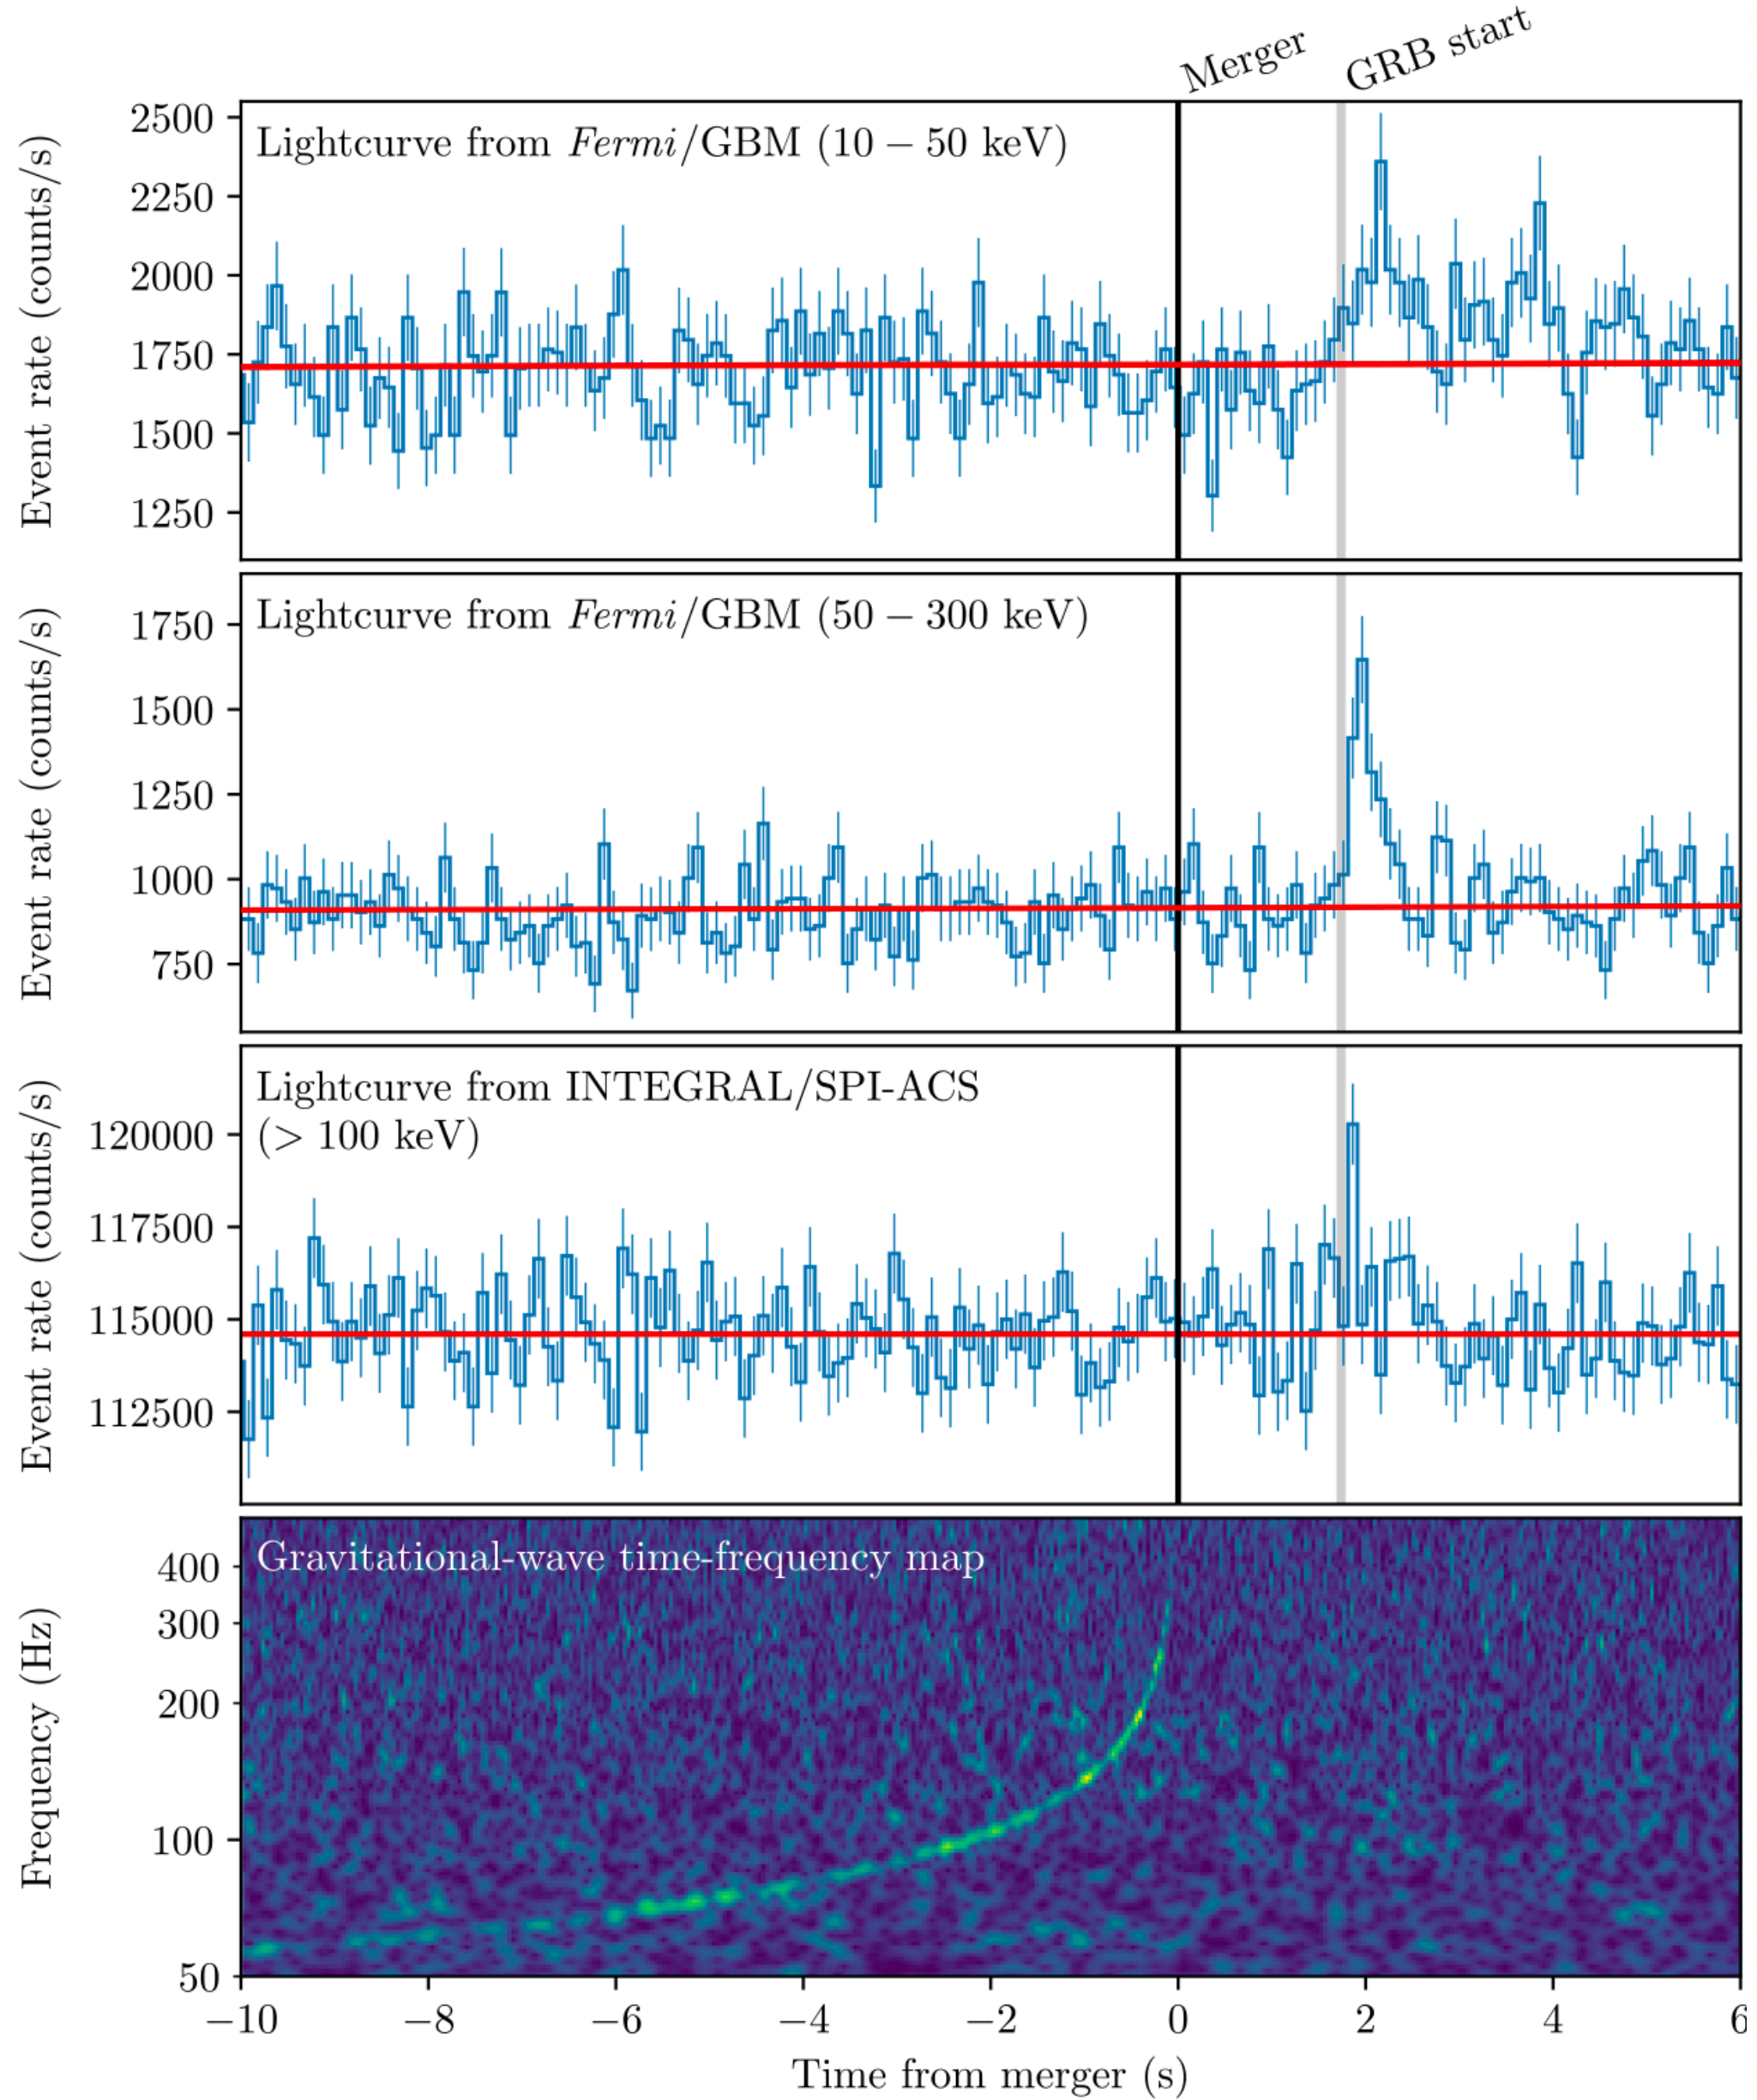 Merger
GRB start
Event rate (counts/s)
2500
2250
2000
1750
1500
1250
Lightcurve from Fermi/GBM (10 – 50 keV)
Event rate (counts/s)
1750
1500
1250
1000
750
Lightcurve from Fermi/GBM (50 – 300 keV)
Event rate (counts/s)
120000
117500
115000
112500
Lightcurve from INTEGRAL/SPI-ACS
(> 100 keV)
Frequency (Hz)
400
300
200
100
50
Gravitational-wave time-frequency map
−10 −8 −6 −4 −2 0 2 4 6
Time from merger (s)